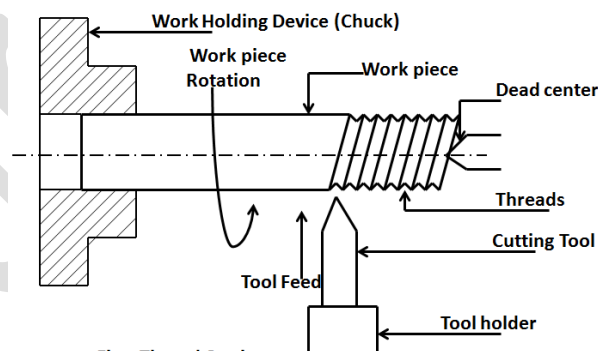 Work Holding Device (Chuck)
Work piece
Rotation
Work piece
Dead center
Threads
Cutting Tool
Tool Feed
Tool holder